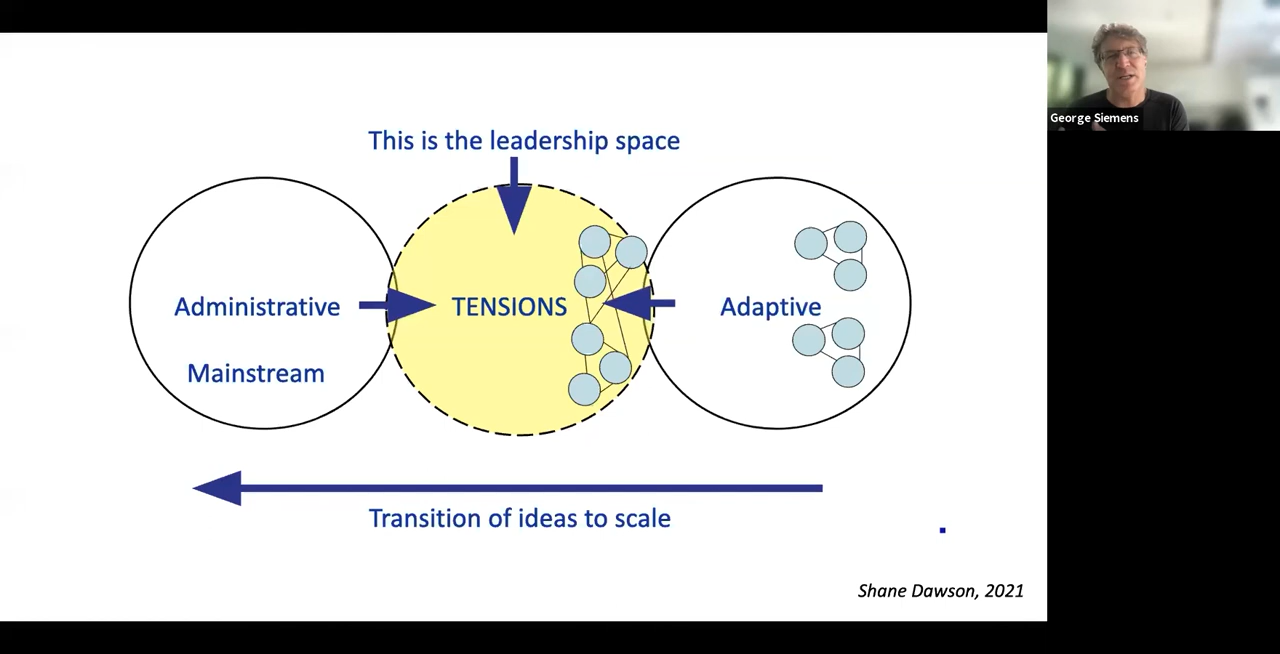 George Siemens
This is the leadership space
Administrative
TENSIONS
Adaptive
Mainstream
Transition of ideas to scale
Shane Dawson, 2021